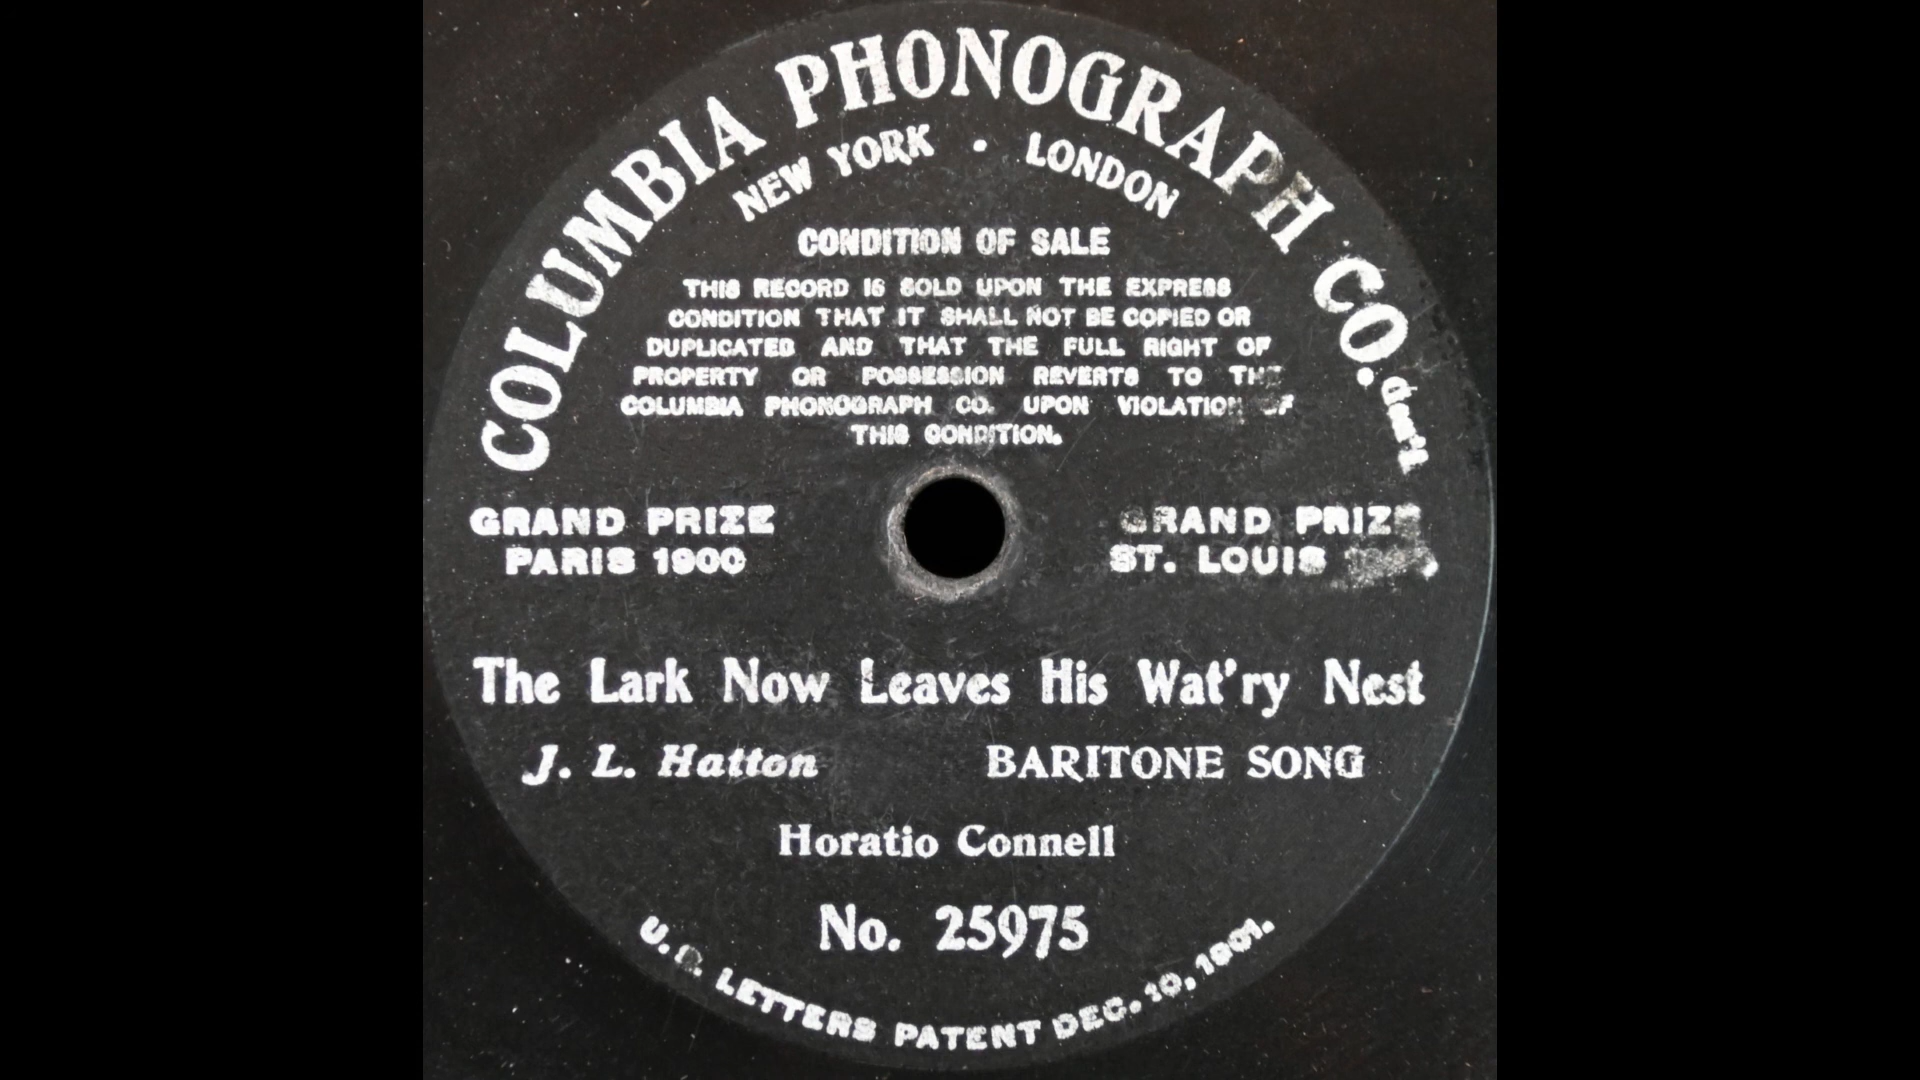 COLUMBIA PHONOGRAPH CO. Gen'l
NEW YORK · LONDON
CONDITION OF SALE
THIS RECORD IS SOLD UPON THE EXPRESS
CONDITION THAT IT SHALL NOT BE COPIED OR
DUPLICATED AND THAT THE FULL RIGHT OF
PROPERTY OR POSSESSION REVERTS TO THE
COLUMBIA PHONOGRAPH CO. UPON VIOLATION OF
THIS CONDITION.
GRAND PRIZE
PARIS 1900
GRAND PRIZE
ST. LOUIS
The Lark Now Leaves His Wat'ry Nest
J. L. Hatton BARITONE SONG
Horatio Connell
No. 25975
U.S. LETTERS PATENT DEC. 10, 1901.